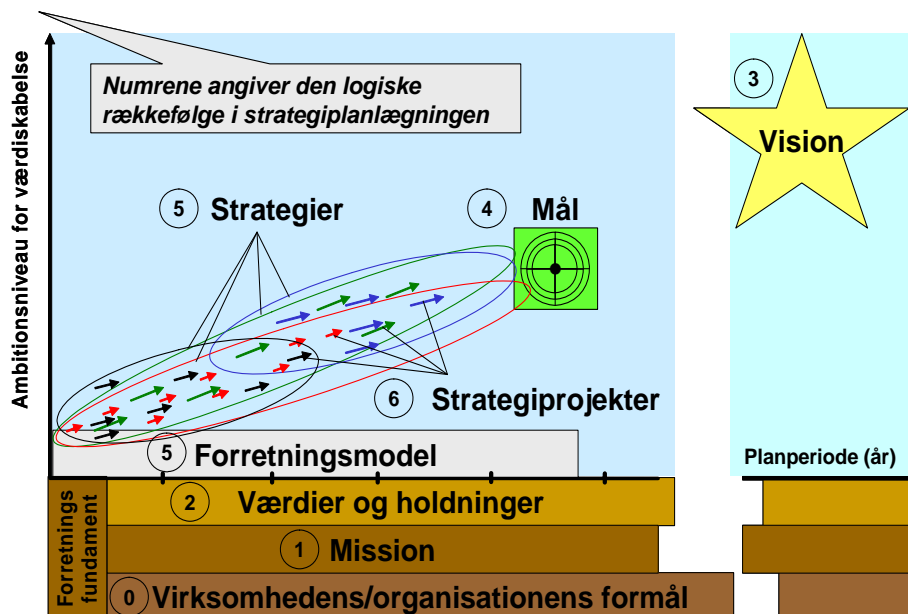 Ambitionsniveau for værdiskabelse
Numrene angiver den logiske
rækkefølge i strategiplanlægningen
3
Vision
5 Strategier
4 Mål
6 Strategiprojekter
5 Forretningsmodel
Planperiode (år)
Forretnings
fundament
2 Værdier og holdninger
1 Mission
0 Virksomhedens/organisationens formål